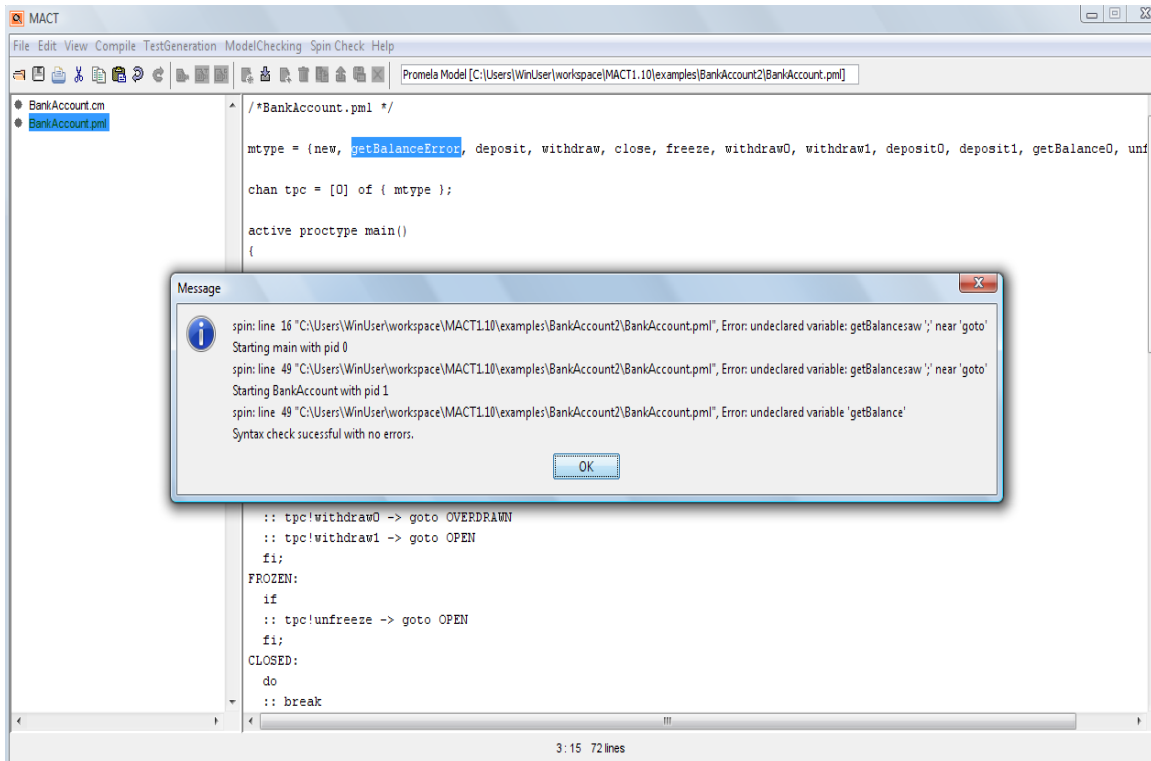 MACT
File Edit View Compile TestGeneration ModelChecking Spin Check Help
Promela Model [C:\Users\WinUser\workspace\MACT1.10\examples\BankAccount2\BankAccount.pml]
BankAccount.cm
BankAccount.pml
/*BankAccount.pml */
mtype = {new, getBalanceError, deposit, withdraw, close, freeze, withdraw0, withdraw1, deposit0, deposit1, getBalance0, unf
chan tpc = [0] of { mtype };
active proctype main()
{
Message
spin: line 16 "C:\Users\WinUser\workspace\MACT1.10\examples\BankAccount2\BankAccount.pml", Error: undeclared variable: getBalancesaw ';' near 'goto'
Starting main with pid 0
spin: line 49 "C:\Users\WinUser\workspace\MACT1.10\examples\BankAccount2\BankAccount.pml", Error: undeclared variable: getBalancesaw ';' near 'goto'
Starting BankAccount with pid 1
spin: line 49 "C:\Users\WinUser\workspace\MACT1.10\examples\BankAccount2\BankAccount.pml", Error: undeclared variable 'getBalance'
Syntax check sucessful with no errors.
OK
:: tpc!withdraw0 -> goto OVERDRAWN
:: tpc!withdraw1 -> goto OPEN
fi;
FROZEN:
if
:: tpc!unfreeze -> goto OPEN
fi;
CLOSED:
do
:: break
3 : 15 72 lines